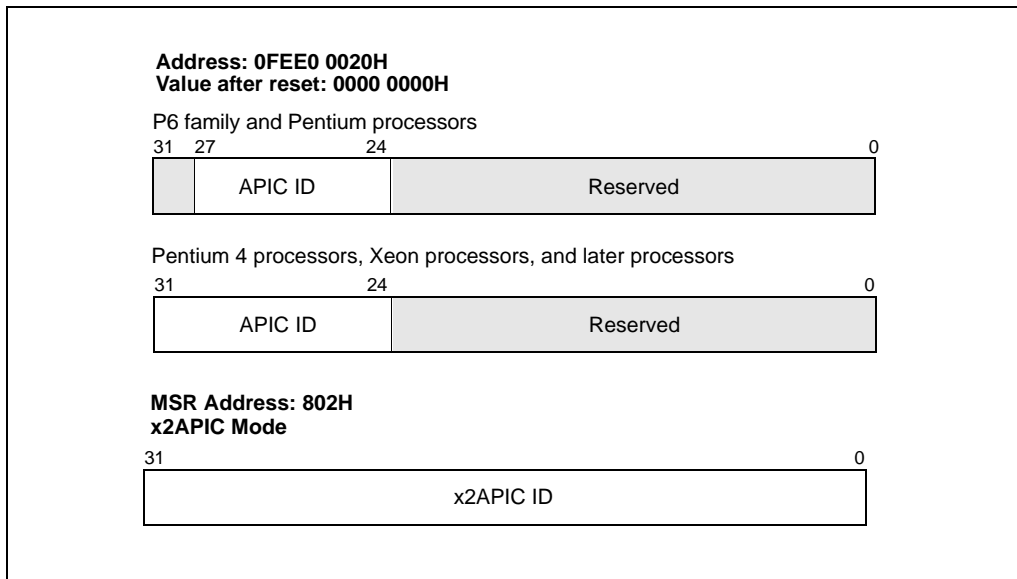 Address: 0FEE0 0020H
Value after reset: 0000 0000H
P6 family and Pentium processors
31 27 24 0
APIC ID Reserved
Pentium 4 processors, Xeon processors, and later processors
31 24 0
APIC ID Reserved
MSR Address: 802H
x2APIC Mode
31 0
x2APIC ID